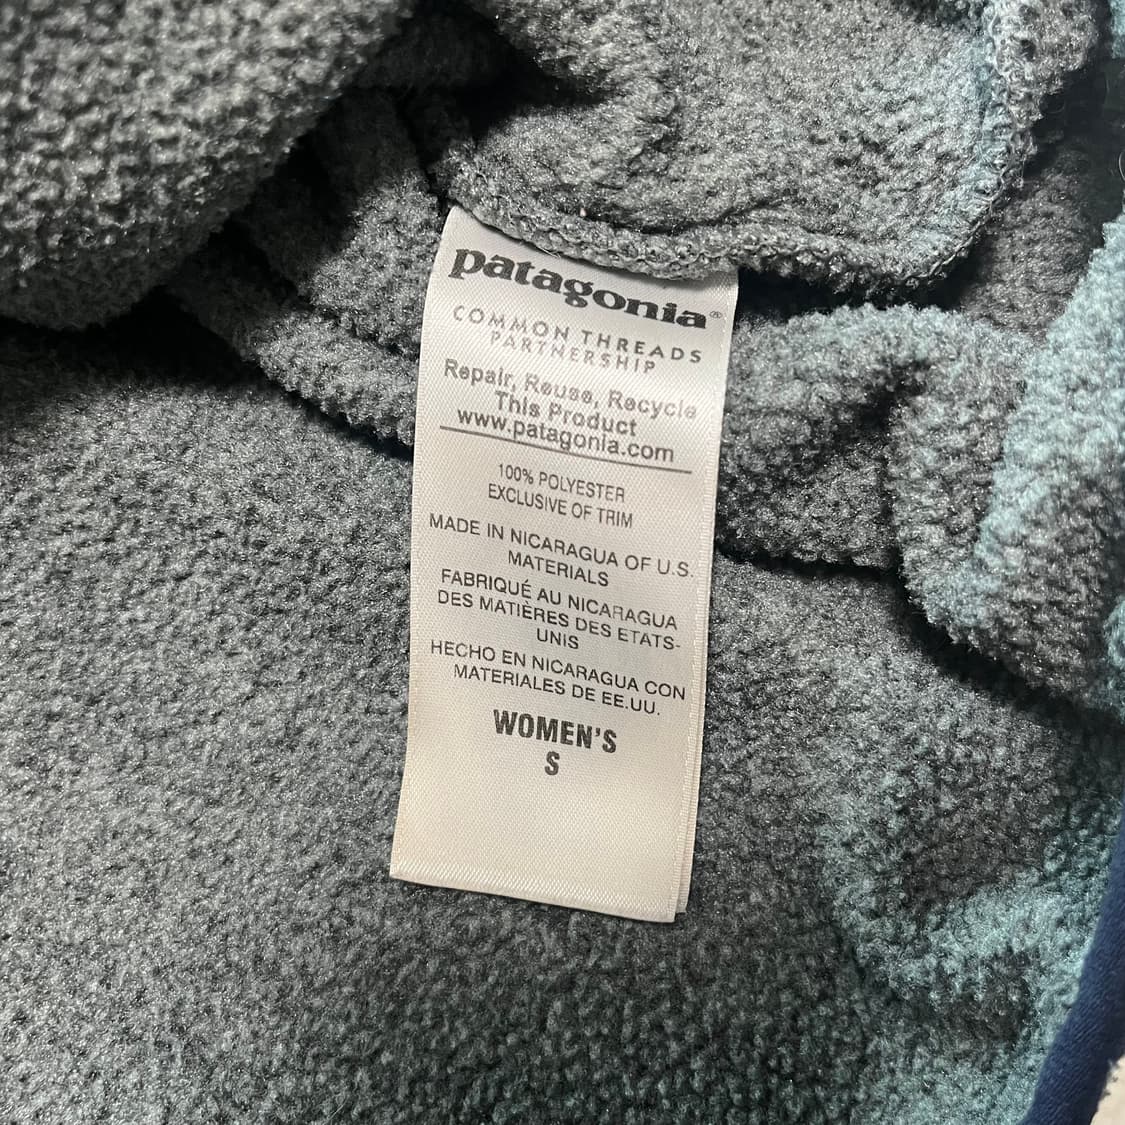 patagonia®
COMMON THREADS
PARTNERSHIP
Repair, Reuse, Recycle
This Product
www.patagonia.com
100% POLYESTER
EXCLUSIVE OF TRIM
MADE IN NICARAGUA OF U.S.
MATERIALS
FABRIQUÉ AU NICARAGUA
DES MATIÈRES DES ETATS-
UNIS
HECHO EN NICARAGUA CON
MATERIALES DE EE.UU.
WOMEN'S
S